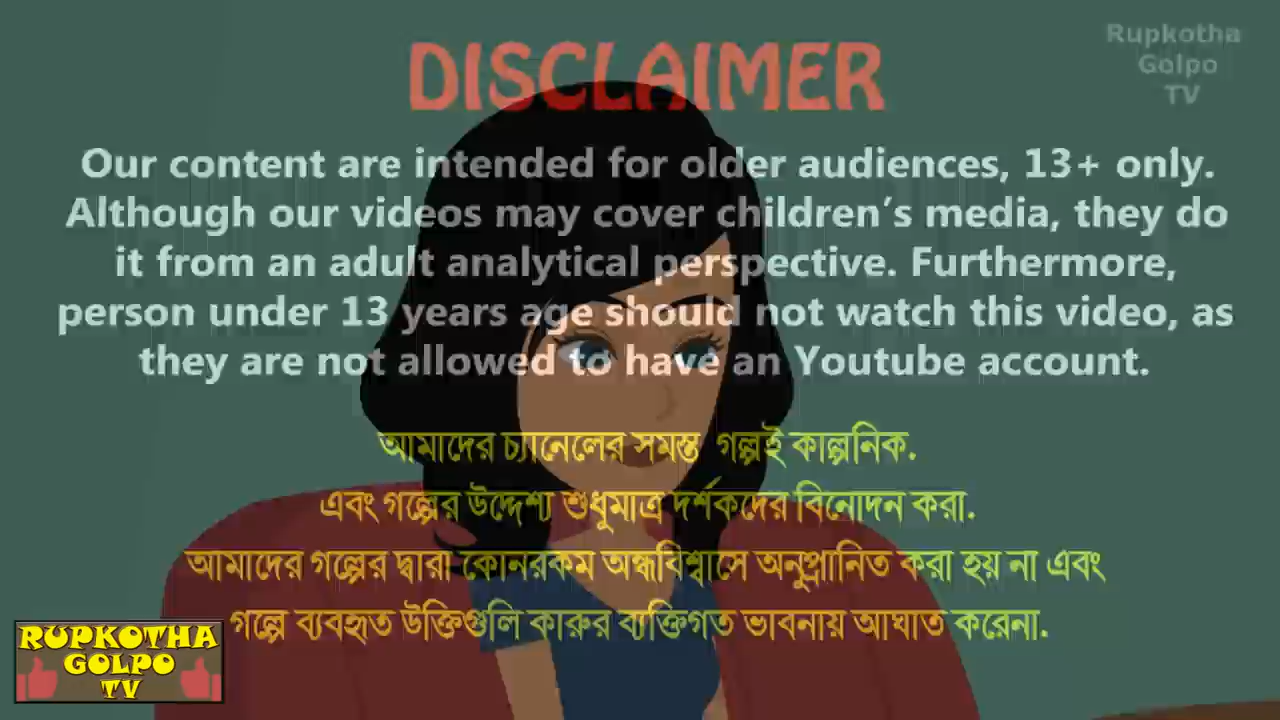 Rupkotha
Golpo
TV
DISCLAIMER
Our content are intended for older audiences, 13+ only.
Although our videos may cover children's media, they do
it from an adult analytical perspective. Furthermore,
person under 13 years age should not watch this video, as
they are not allowed to have an Youtube account.
আমাদের চ্যানেলের সমস্ত গল্পই কাল্পনিক.
এবং গল্পের উদ্দেশ্য শুধুমাত্র দর্শকদের বিনোদন করা.
আমাদের গল্পের দ্বারা কোনরকম অন্ধবিশ্বাসে অনুপ্রানিত করা হয় না এবং
গল্পে ব্যবহৃত উক্তিগুলি কারুর ব্যক্তিগত ভাবনায় আঘাত করেনা.
RUPKOTHA
GOLPO
TV